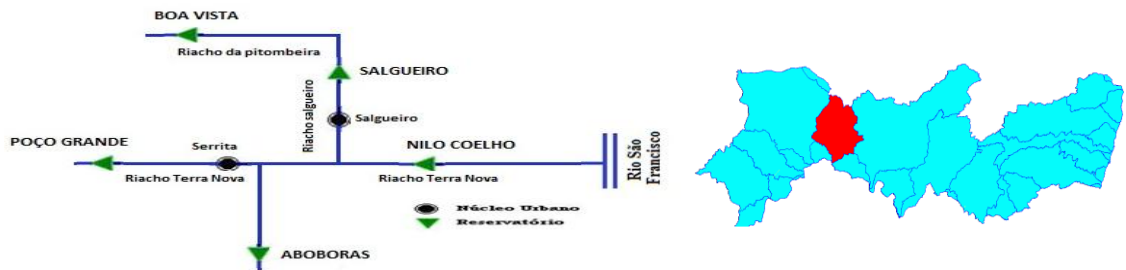 BOA VISTA
Riacho da pitombeira
SALGUEIRO
Riacho salgueiro
Salgueiro
POÇO GRANDE
Serrita
NILO COELHO
Riacho Terra Nova
Riacho Terra Nova
Rio São
Francisco
Núcleo Urbano
Reservatório
ABOBORAS